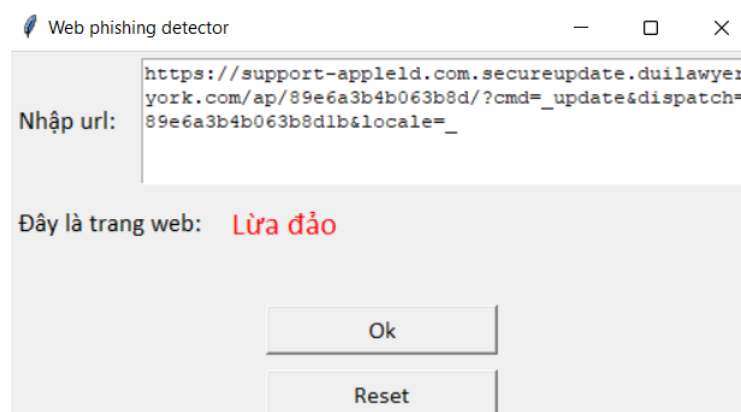 Web phishing detector
https://support-appleld.com.secureupdate.duilawyer
york.com/ap/89e6a3b4b063b8d/?cmd=_update&dispatch=
89e6a3b4b063b8d1b&locale=_
Nhập url:
Đây là trang web: Lừa đảo
Ok
Reset